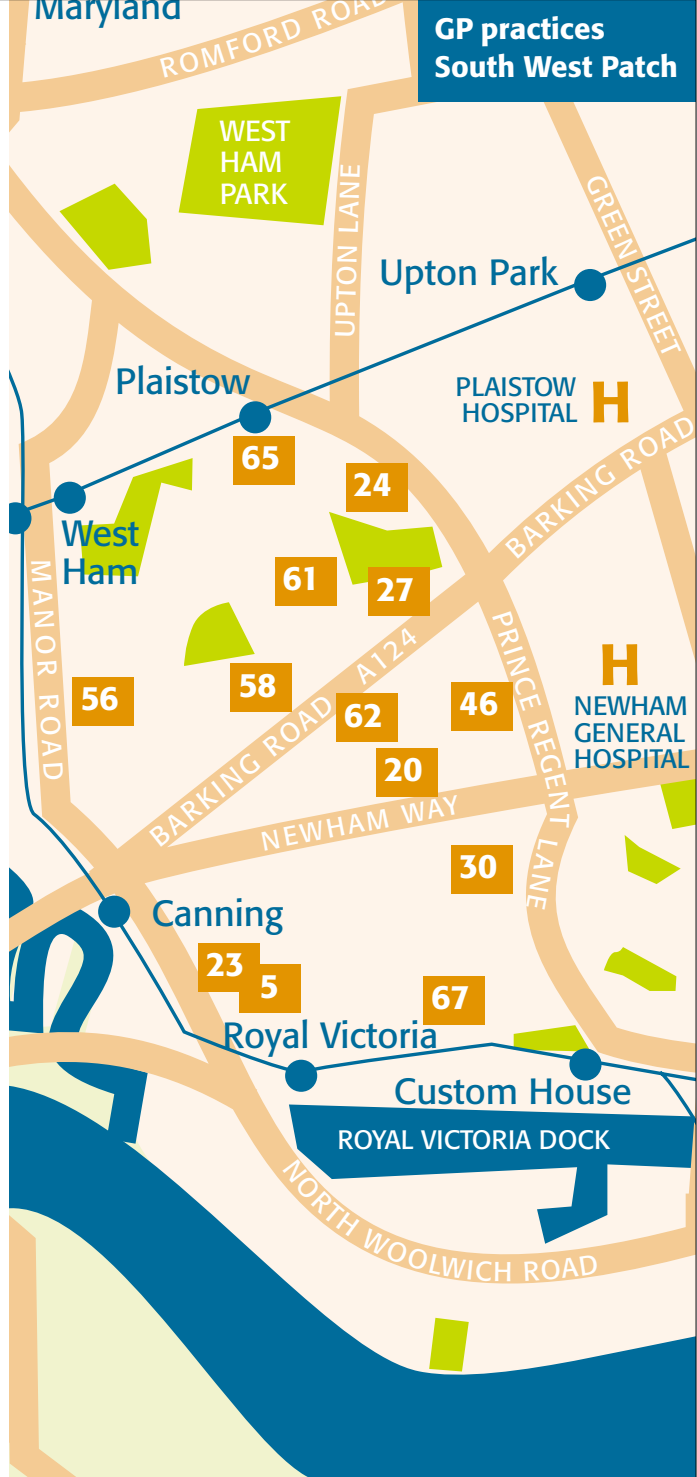 Maryland
GP practices
South West Patch
ROMFORD ROAD
WEST
HAM
PARK
UPTON LANE
GREEN STREET
Upton Park
Plaistow
PLAISTOW
HOSPITAL
H
BARKING ROAD
65
24
West
Ham
61
27
MANOR ROAD
PRINCE REGENT LANE
H
NEWHAM
GENERAL
HOSPITAL
56
58
BARKING ROAD A124
62
46
20
NEWHAM WAY
30
Canning
23
5
67
Royal Victoria
Custom House
ROYAL VICTORIA DOCK
NORTH WOOLWICH ROAD